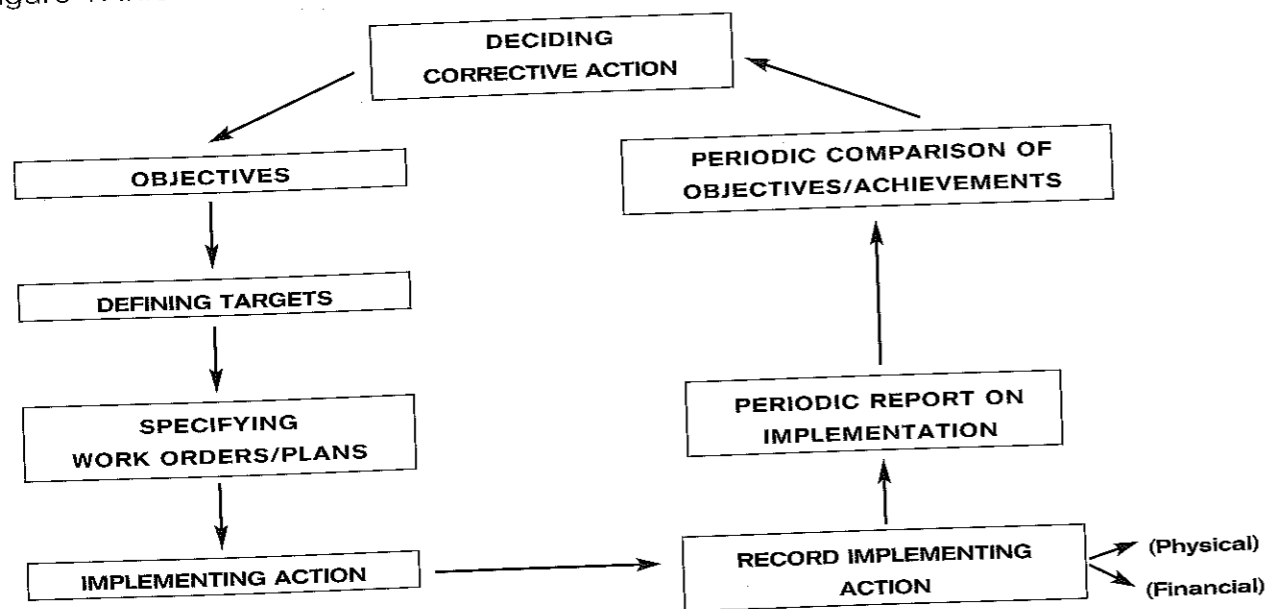 DECIDING
CORRECTIVE ACTION
OBJECTIVES
DEFINING TARGETS
SPECIFYING
WORK ORDERS/PLANS
IMPLEMENTING ACTION
RECORD IMPLEMENTING
ACTION
(Physical)
(Financial)
PERIODIC REPORT ON
IMPLEMENTATION
PERIODIC COMPARISON OF
OBJECTIVES/ACHIEVEMENTS